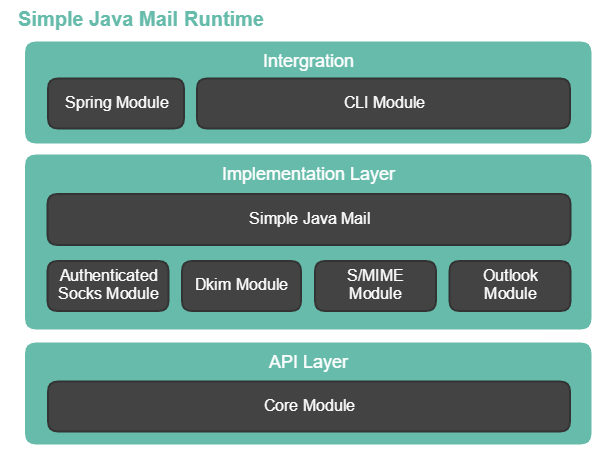 Simple Java Mail Runtime
Intergration
Spring Module
CLI Module
Implementation Layer
Simple Java Mail
Authenticated
Socks Module
Dkim Module
S/MIME
Module
Outlook
Module
API Layer
Core Module